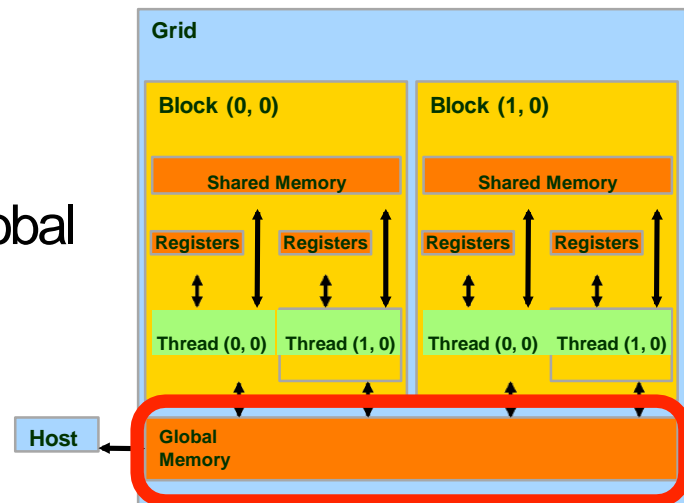 Grid
Block (0, 0) Block (1, 0)
Shared Memory Shared Memory
obal
Registers Registers Registers Registers
Thread (0, 0) Thread (1, 0) Thread (0, 0) Thread (1, 0)
Host
Global
Memory